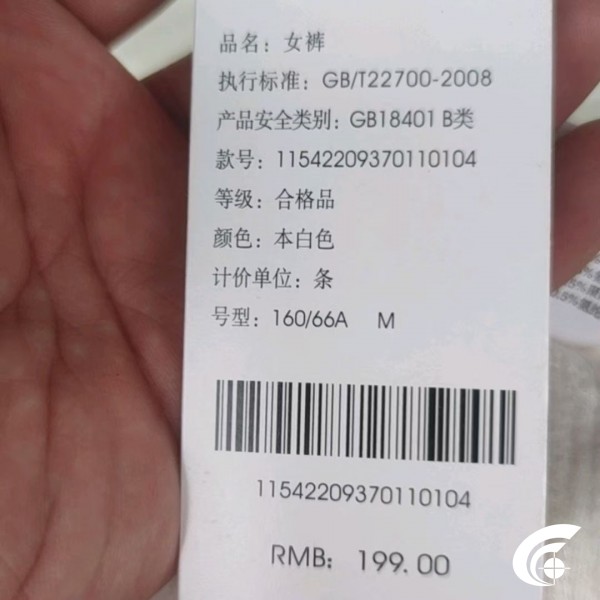 品名：女裤
执行标准：GB/T22700-2008
产品安全类别：GB18401 B类
款号：11542209370110104
等级：合格品
颜色：本白色
计价单位：条
号型：160/66A M
11542209370110104
RMB：199.00